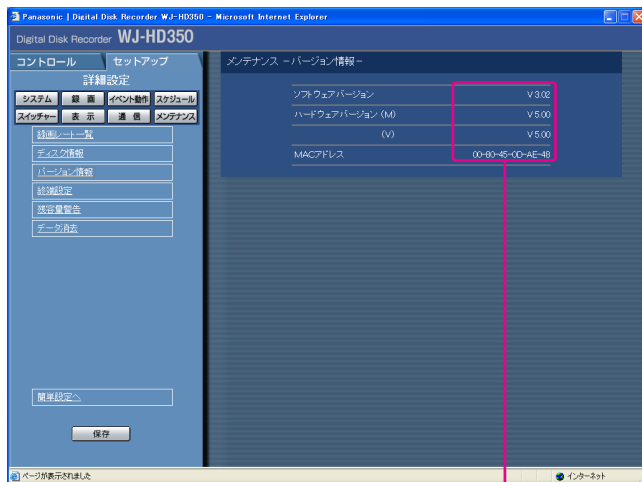 Panasonic | Digital Disk Recorder WJ-HD350 - Microsoft Internet Explorer
Digital Disk Recorder WJ-HD350
コントロール セットアップ
詳細設定
システム 録 画 イベント動作 スケジュール
スイッチャー 表 示 通 信 メンテナンス
録画レート一覧
ディスク情報
バージョン情報
終端設定
残容量警告
データ消去
簡単設定へ
保存
メンテナンス －バージョン情報－
ソフトウェアバージョン V 3.02
ハードウェアバージョン (M) V 5.00
(V) V 5.00
MACアドレス 00-80-45-0D-AE-48
ページが表示されました インターネット